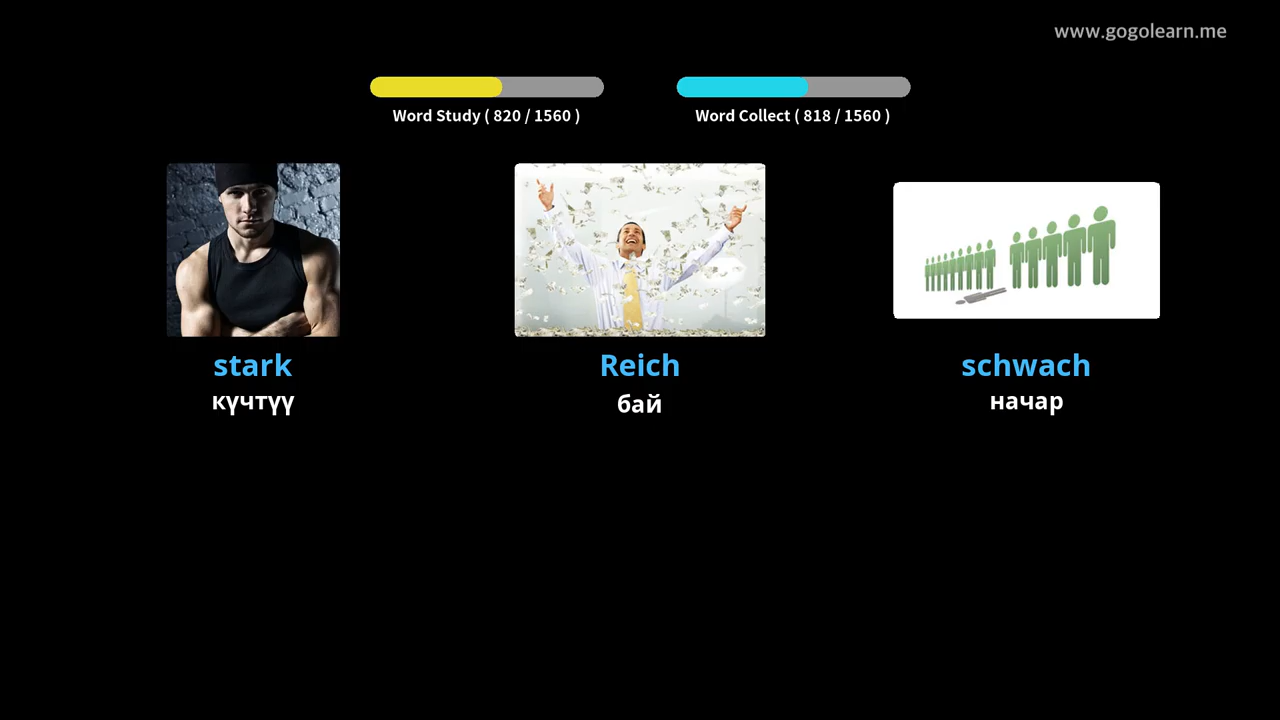 www.gogolearn.me
Word Study ( 820 / 1560 )
Word Collect ( 818 / 1560 )
stark
күчтүү
Reich
бай
schwach
начар